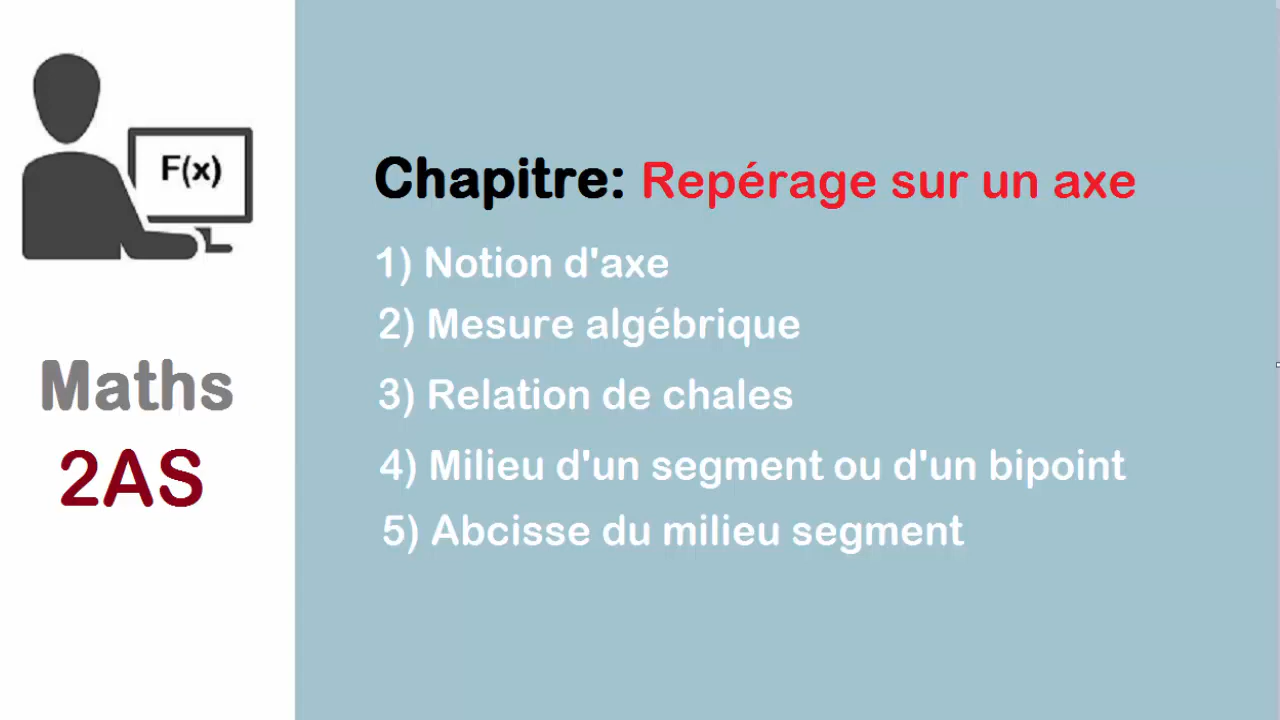 F(x)
Maths
2AS
Chapitre: Repérage sur un axe
1) Notion d'axe
2) Mesure algébrique
3) Relation de chales
4) Milieu d'un segment ou d'un bipoint
5) Abcisse du milieu segment